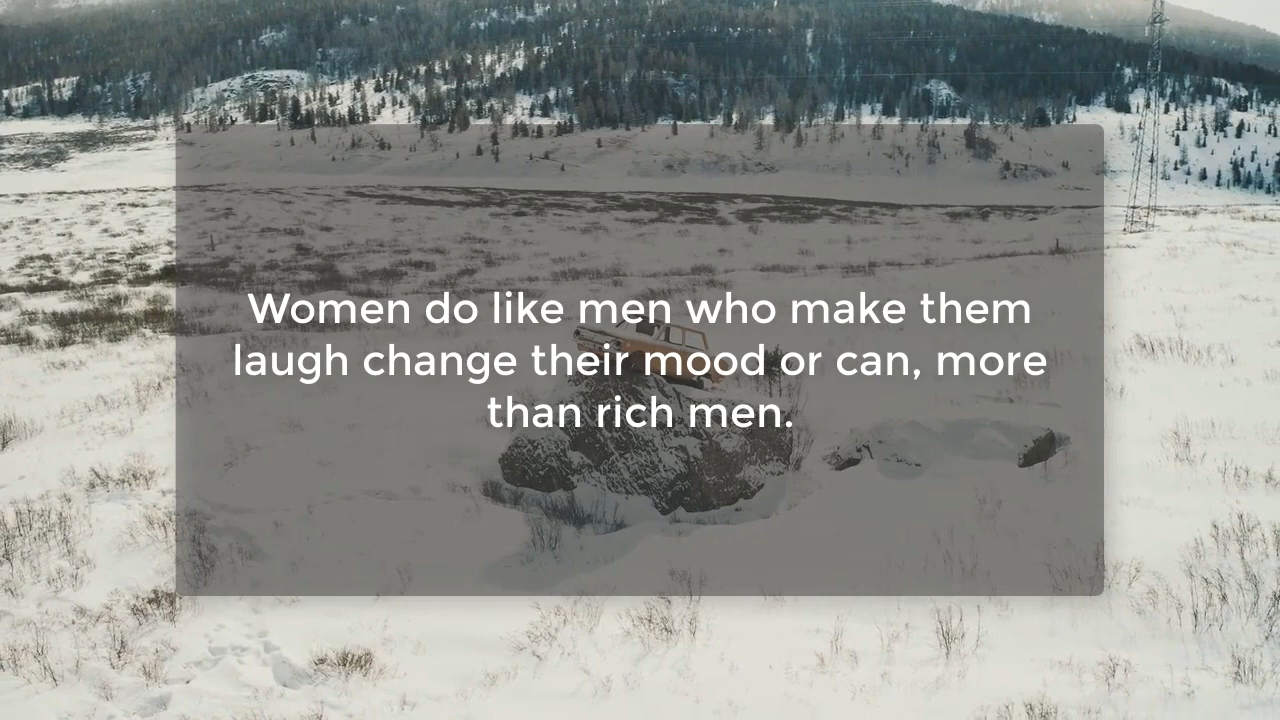 Women do like men who make them
laugh change their mood or can, more
than rich men.